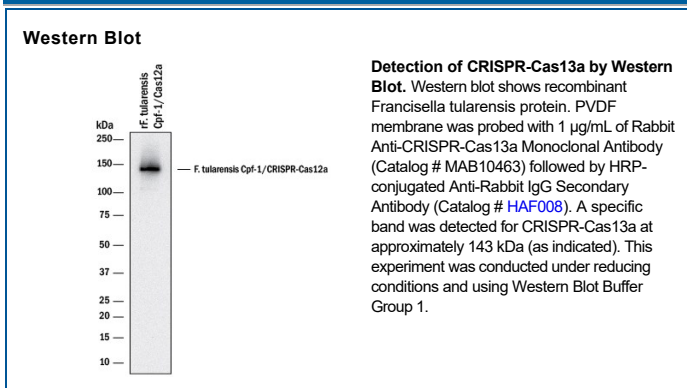 Western Blot
rF. tularensis
Cpf-1/Cas12a
kDa
250
150
F. tularensis Cpf-1/CRISPR-Cas12a
100
75
50
37
25
20
15
10
Detection of CRISPR-Cas13a by Western
Blot. Western blot shows recombinant
Francisella tularensis protein. PVDF
membrane was probed with 1 µg/mL of Rabbit
Anti-CRISPR-Cas13a Monoclonal Antibody
(Catalog # MAB10463) followed by HRP-
conjugated Anti-Rabbit IgG Secondary
Antibody (Catalog # HAF008). A specific
band was detected for CRISPR-Cas13a at
approximately 143 kDa (as indicated). This
experiment was conducted under reducing
conditions and using Western Blot Buffer
Group 1.